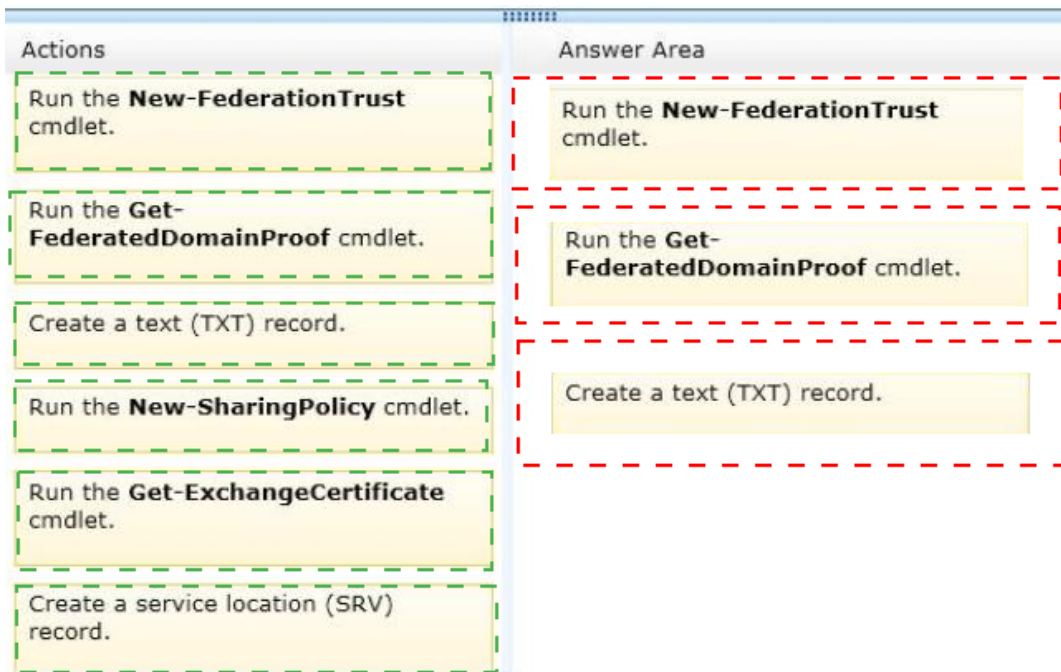 Actions
Run the New-FederationTrust
cmdlet.
Run the Get-
FederatedDomainProof cmdlet.
Create a text (TXT) record.
Run the New-SharingPolicy cmdlet.
Run the Get-ExchangeCertificate
cmdlet.
Create a service location (SRV)
record.
Answer Area
Run the New-FederationTrust
cmdlet.
Run the Get-
FederatedDomainProof cmdlet.
Create a text (TXT) record.